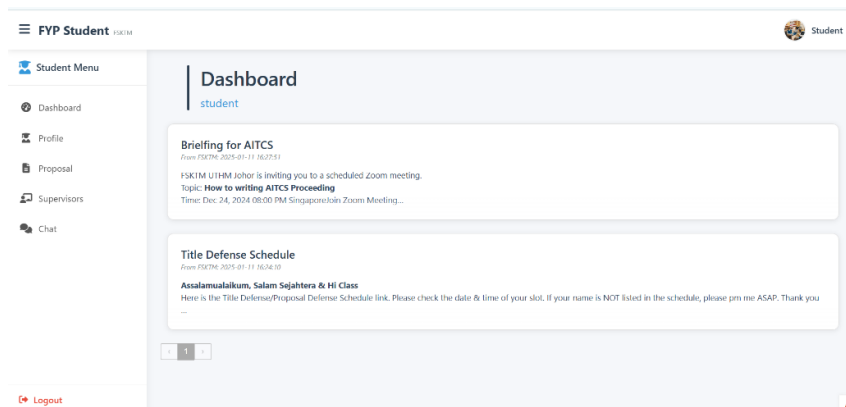 FYP Student FSKTM
Student
Student Menu
Dashboard
Profile
Proposal
Supervisors
Chat
Logout
Dashboard
student
Brielfing for AITCS
From FSKTM: 2025-01-11 16:27:51
FSKTM UTHM Johor is inviting you to a scheduled Zoom meeting.
Topic: How to writing AITCS Proceeding
Time: Dec 24, 2024 08:00 PM SingaporeJoin Zoom Meeting...
Title Defense Schedule
From FSKTM: 2025-01-11 16:24:10
Assalamualaikum, Salam Sejahtera & Hi Class
Here is the Title Defense/Proposal Defense Schedule link. Please check the date & time of your slot. If your name is NOT listed in the schedule, please pm me ASAP. Thank you
...
‹ 1 ›